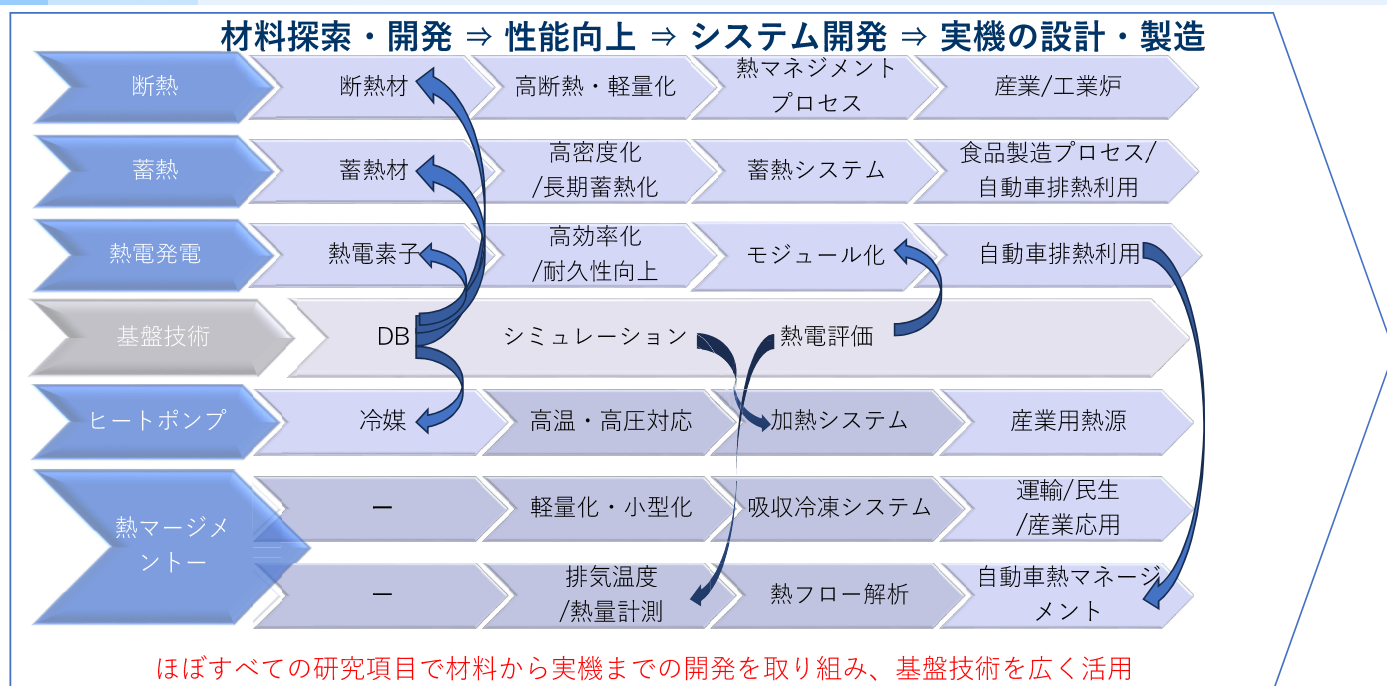 材料探索・開発 ⇒ 性能向上 ⇒ システム開発 ⇒ 実機の設計・製造
断熱
断熱材
高断熱・軽量化
熱マネジメント
プロセス
産業/工業炉
蓄熱
蓄熱材
高密度化
/長期蓄熱化
蓄熱システム
食品製造プロセス/
自動車排熱利用
熱電発電
熱電素子
高効率化
/耐久性向上
モジュール化
自動車排熱利用
基盤技術
DB
シミュレーション
熱電評価
ヒートポンプ
冷媒
高温・高圧対応
加熱システム
産業用熱源
熱マージメ
ントー
ー
軽量化・小型化
吸収冷凍システム
運輸/民生
/産業応用
ー
排気温度
/熱量計測
熱フロー解析
自動車熱マネージ
メント
ほぼすべての研究項目で材料から実機までの開発を取り組み、基盤技術を広く活用